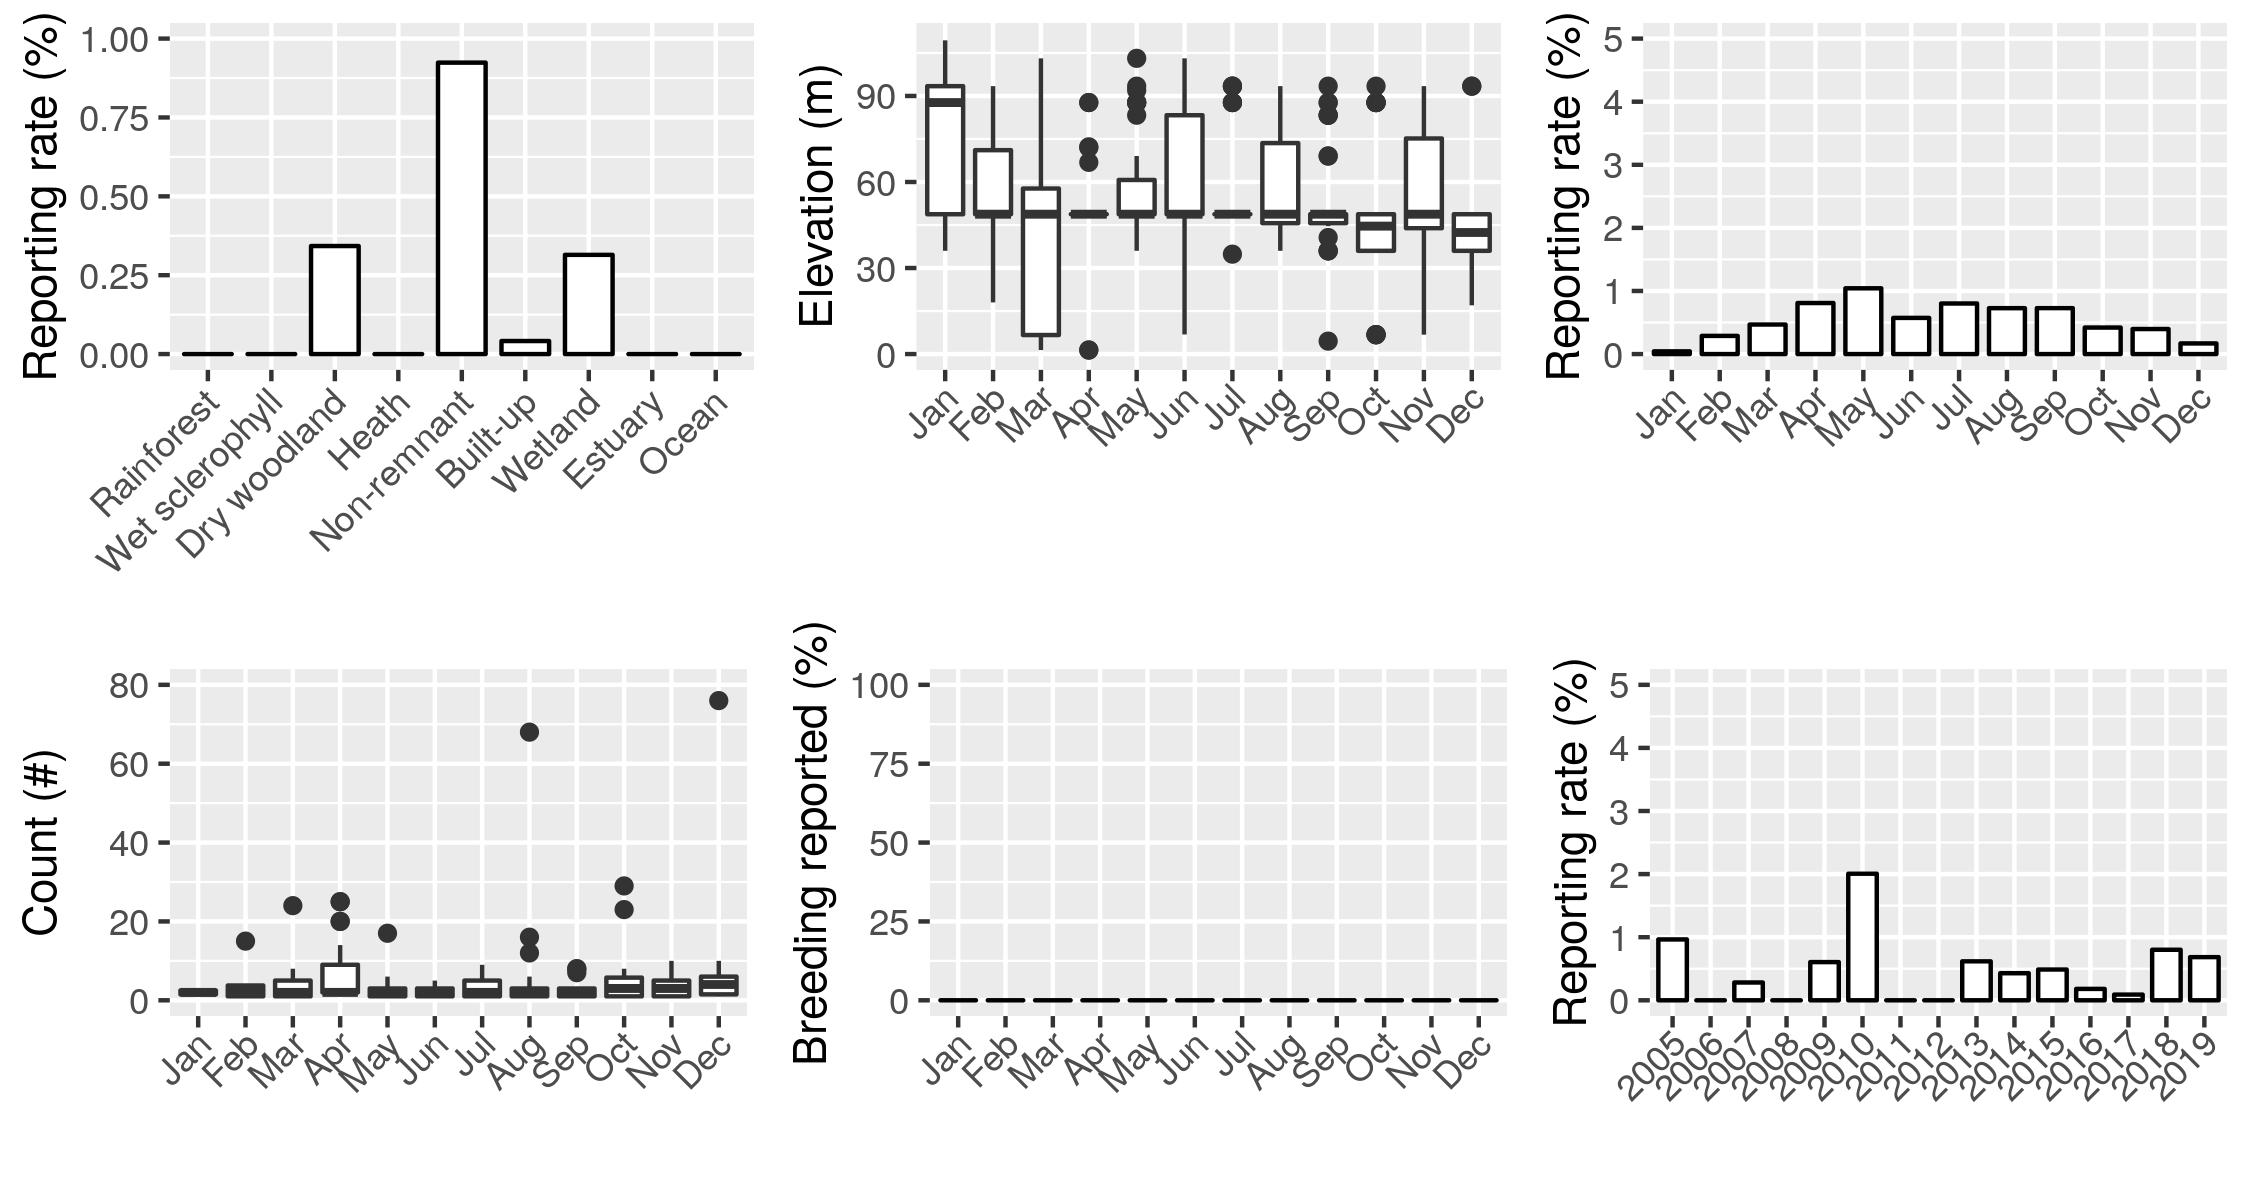 Reporting rate (%)
1.00
0.75
0.50
0.25
0.00
Rainforest
Wet sclerophyll
Dry woodland
Heath
Non-remnant
Built-up
Wetland
Estuary
Ocean
Elevation (m)
90
60
30
0
Jan
Feb
Mar
Apr
May
Jun
Jul
Aug
Sep
Oct
Nov
Dec
Reporting rate (%)
5
4
3
2
1
0
Jan
Feb
Mar
Apr
May
Jun
Jul
Aug
Sep
Oct
Nov
Dec
Count (#)
80
60
40
20
0
Jan
Feb
Mar
Apr
May
Jun
Jul
Aug
Sep
Oct
Nov
Dec
Breeding reported (%)
100
75
50
25
0
Jan
Feb
Mar
Apr
May
Jun
Jul
Aug
Sep
Oct
Nov
Dec
Reporting rate (%)
5
4
3
2
1
0
2005
2006
2007
2008
2009
2010
2011
2012
2013
2014
2015
2016
2017
2018
2019